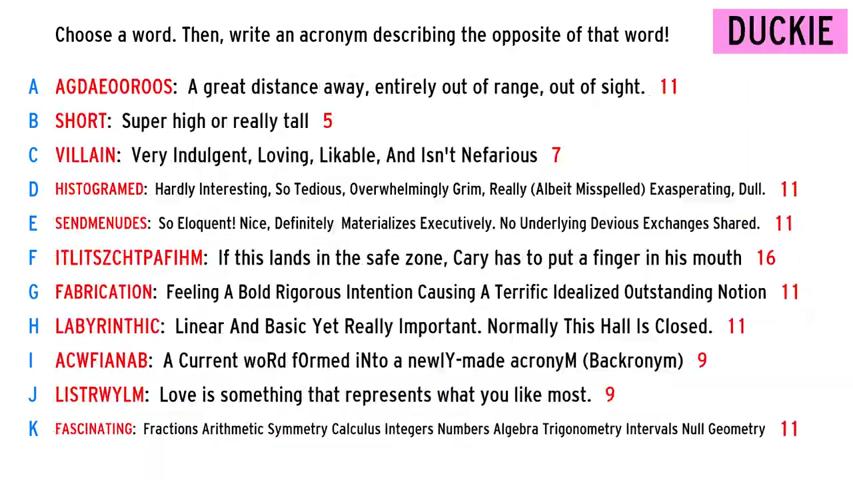 Choose a word. Then, write an acronym describing the opposite of that word! DUCKIE
A AGDAEOOROOS: A great distance away, entirely out of range, out of sight. 11
B SHORT: Super high or really tall 5
C VILLAIN: Very Indulgent, Loving, Likable, And Isn't Nefarious 7
D HISTOGRAMED: Hardly Interesting, So Tedious, Overwhelmingly Grim, Really (Albeit Misspelled) Exasperating, Dull. 11
E SENDMENUDES: So Eloquent! Nice, Definitely Materializes Executively. No Underlying Devious Exchanges Shared. 11
F ITLITSZCHTPAFIHM: If this lands in the safe zone, Cary has to put a finger in his mouth 16
G FABRICATION: Feeling A Bold Rigorous Intention Causing A Terrific Idealized Outstanding Notion 11
H LABYRINTHIC: Linear And Basic Yet Really Important. Normally This Hall Is Closed. 11
I ACWFIANAB: A Current woRd fOrmed iNto a newlY-made acronyM (Backronym) 9
J LISTRWYLM: Love is something that represents what you like most. 9
K FASCINATING: Fractions Arithmetic Symmetry Calculus Integers Numbers Algebra Trigonometry Intervals Null Geometry 11